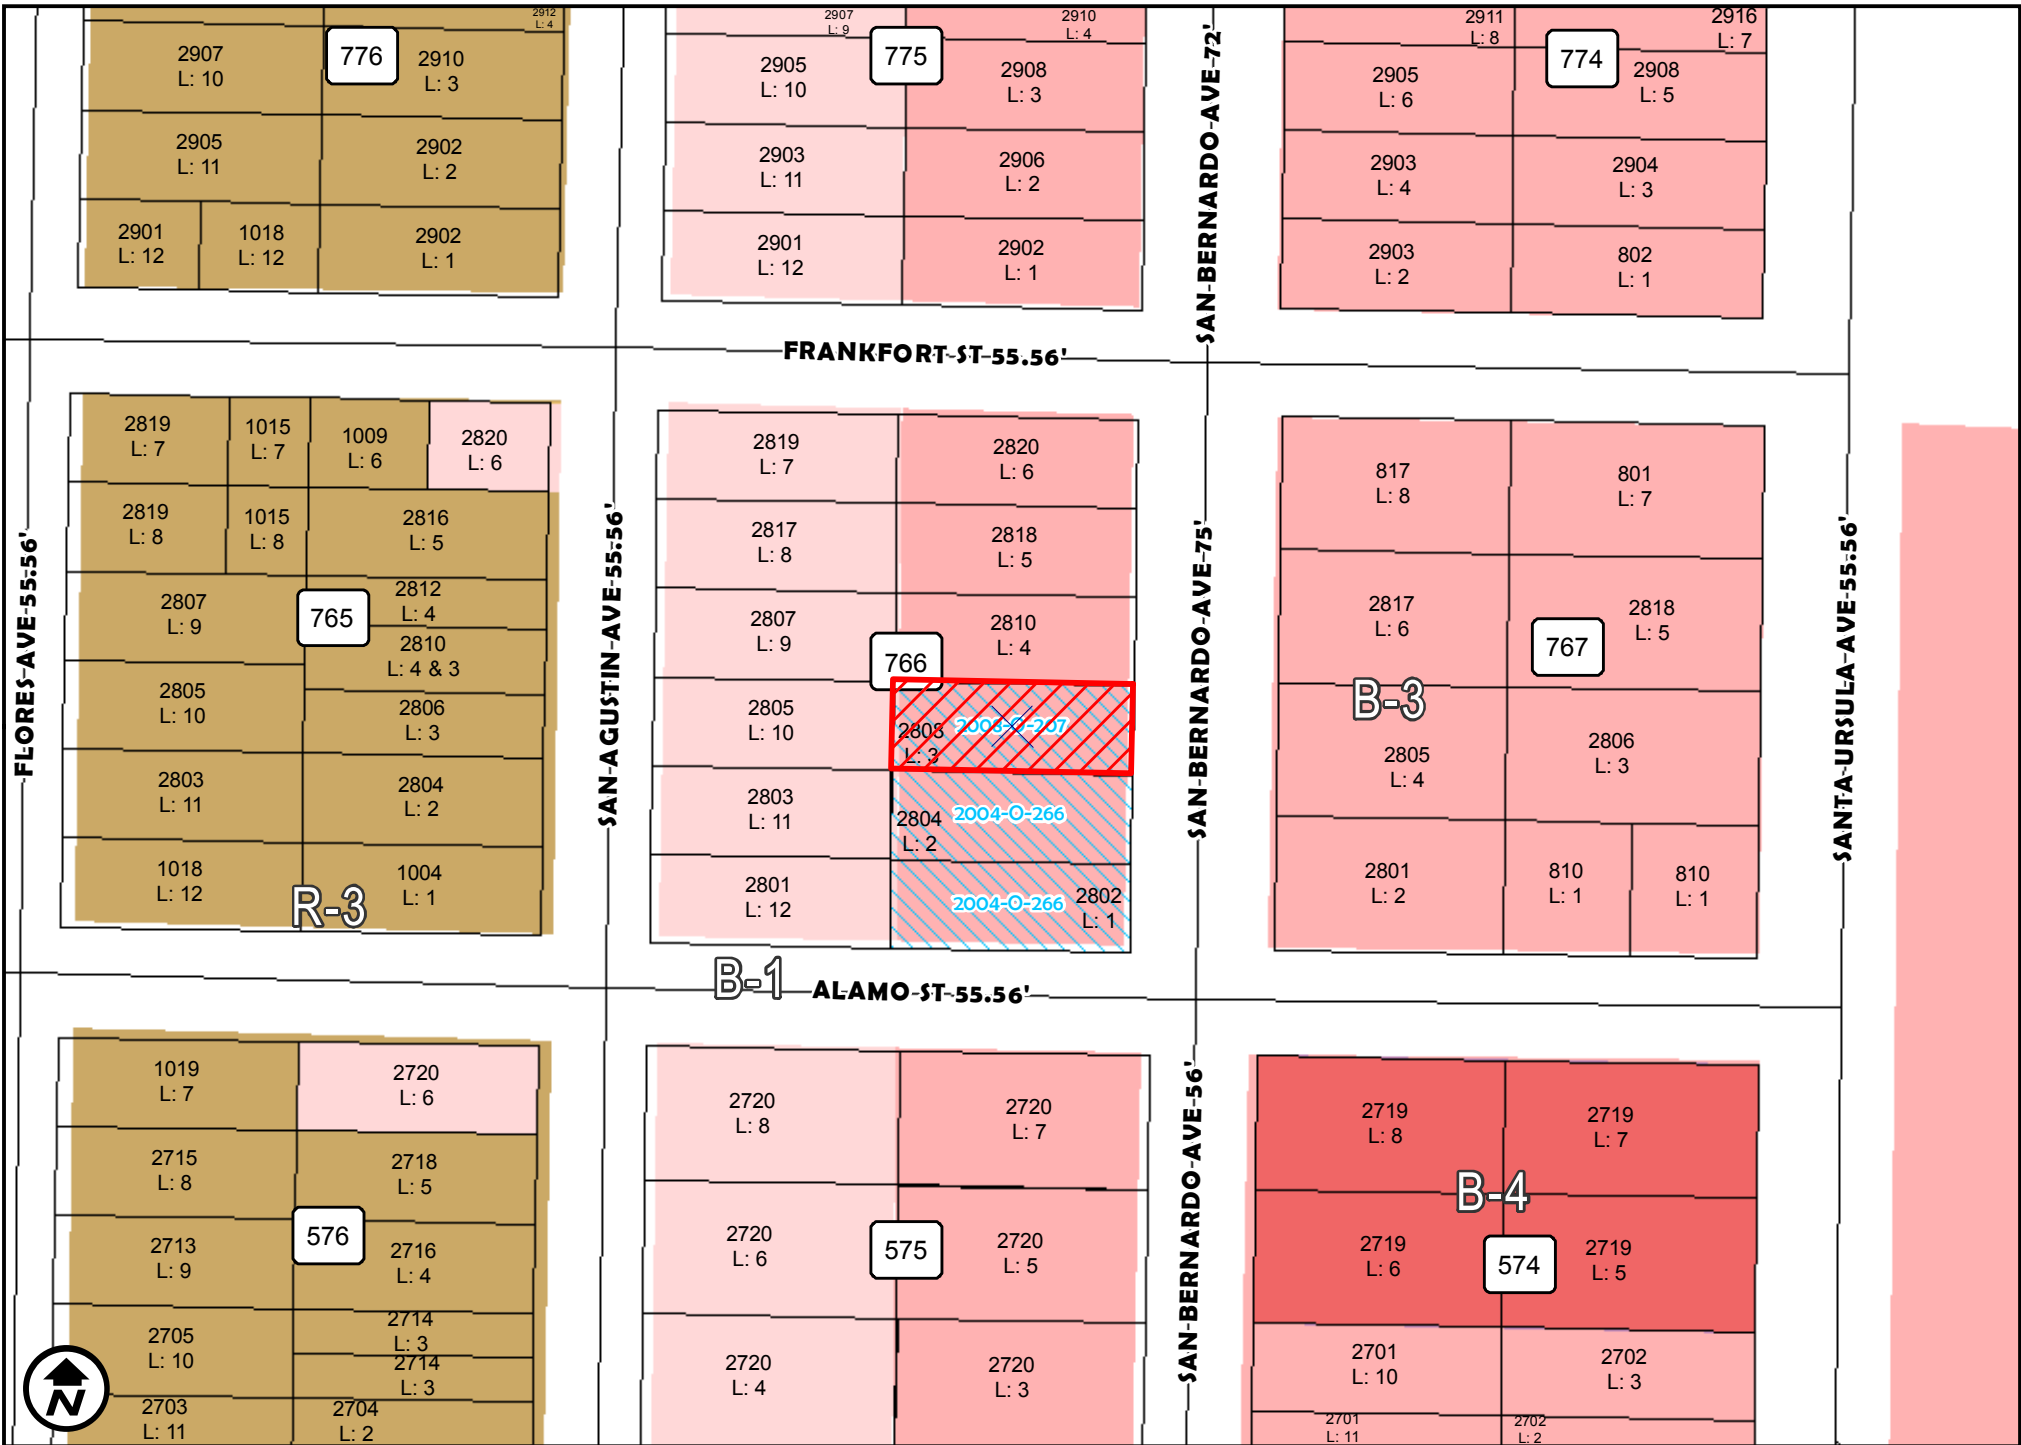 2912
L: 4
2907
L: 10
776
2910
L: 3
2905
L: 11
2902
L: 2
2901
L: 12
1018
L: 12
2902
L: 1
2907
L: 9
2910
L: 4
775
2905
L: 10
2908
L: 3
2903
L: 11
2906
L: 2
2901
L: 12
2902
L: 1
SAN-BERNARDO-AVE-72'
2911
L: 8
2916
L: 7
774
2905
L: 6
2908
L: 5
2903
L: 4
2904
L: 3
2903
L: 2
802
L: 1
FRANKFORT-ST-55.56'
FLORES-AVE-55.56'
2819
L: 7
1015
L: 7
1009
L: 6
2820
L: 6
2819
L: 8
1015
L: 8
2816
L: 5
2807
L: 9
765
2812
L: 4
2810
L: 4 & 3
2805
L: 10
2806
L: 3
2803
L: 11
2804
L: 2
1018
L: 12
R-3
1004
L: 1
SAN-AGUSTIN-AVE-55.56'
2819
L: 7
2820
L: 6
2817
L: 8
2818
L: 5
2807
L: 9
2810
L: 4
766
2805
L: 10
2808
L: 3
2008-O-207
2803
L: 11
2804
L: 2
2004-O-266
2801
L: 12
2004-O-266
2802
L: 1
SAN-BERNARDO-AVE-75'
817
L: 8
801
L: 7
2817
L: 6
767
2818
L: 5
B-3
2805
L: 4
2806
L: 3
2801
L: 2
810
L: 1
810
L: 1
SANTA-URSULA-AVE-55.56'
B-1
ALAMO-ST-55.56'
1019
L: 7
2720
L: 6
2715
L: 8
2718
L: 5
576
2713
L: 9
2716
L: 4
2705
L: 10
2714
L: 3
2714
L: 3
N
2703
L: 11
2704
L: 2
2720
L: 8
2720
L: 7
2720
L: 6
575
2720
L: 5
2720
L: 4
2720
L: 3
SAN-BERNARDO-AVE-56'
2719
L: 8
2719
L: 7
B-4
2719
L: 6
574
2719
L: 5
2701
L: 10
2702
L: 3
2701
L: 11
2702
L: 2